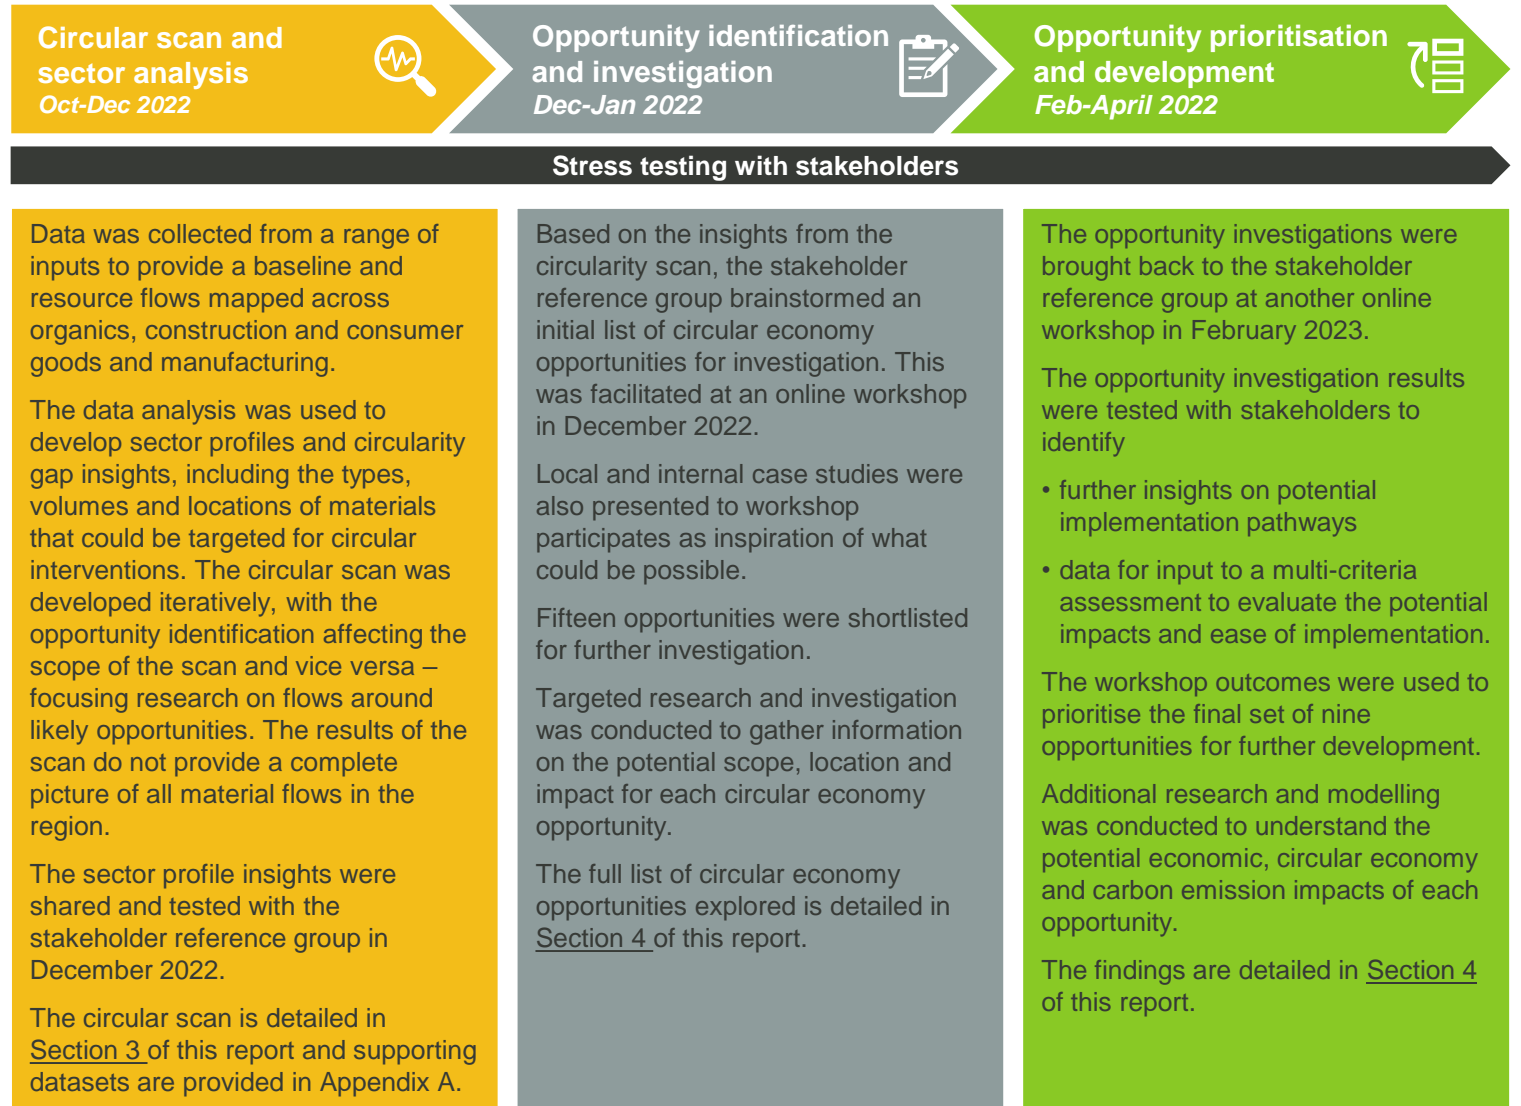 Circular scan and
sector analysis
Oct-Dec 2022
Opportunity identification
and investigation
Dec-Jan 2022
Opportunity prioritisation
and development
Feb-April 2022
Stress testing with stakeholders
Data was collected from a range of
inputs to provide a baseline and
resource flows mapped across
organics, construction and consumer
goods and manufacturing.
The data analysis was used to
develop sector profiles and circularity
gap insights, including the types,
volumes and locations of materials
that could be targeted for circular
interventions. The circular scan was
developed iteratively, with the
opportunity identification affecting the
scope of the scan and vice versa –
focusing research on flows around
likely opportunities. The results of the
scan do not provide a complete
picture of all material flows in the
region.
The sector profile insights were
shared and tested with the
stakeholder reference group in
December 2022.
The circular scan is detailed in
Section 3 of this report and supporting
datasets are provided in Appendix A.
Based on the insights from the
circularity scan, the stakeholder
reference group brainstormed an
initial list of circular economy
opportunities for investigation. This
was facilitated at an online workshop
in December 2022.
Local and internal case studies were
also presented to workshop
participates as inspiration of what
could be possible.
Fifteen opportunities were shortlisted
for further investigation.
Targeted research and investigation
was conducted to gather information
on the potential scope, location and
impact for each circular economy
opportunity.
The full list of circular economy
opportunities explored is detailed in
Section 4 of this report.
The opportunity investigations were
brought back to the stakeholder
reference group at another online
workshop in February 2023.
The opportunity investigation results
were tested with stakeholders to
identify
• further insights on potential
implementation pathways
• data for input to a multi-criteria
assessment to evaluate the potential
impacts and ease of implementation.
The workshop outcomes were used to
prioritise the final set of nine
opportunities for further development.
Additional research and modelling
was conducted to understand the
potential economic, circular economy
and carbon emission impacts of each
opportunity.
The findings are detailed in Section 4
of this report.